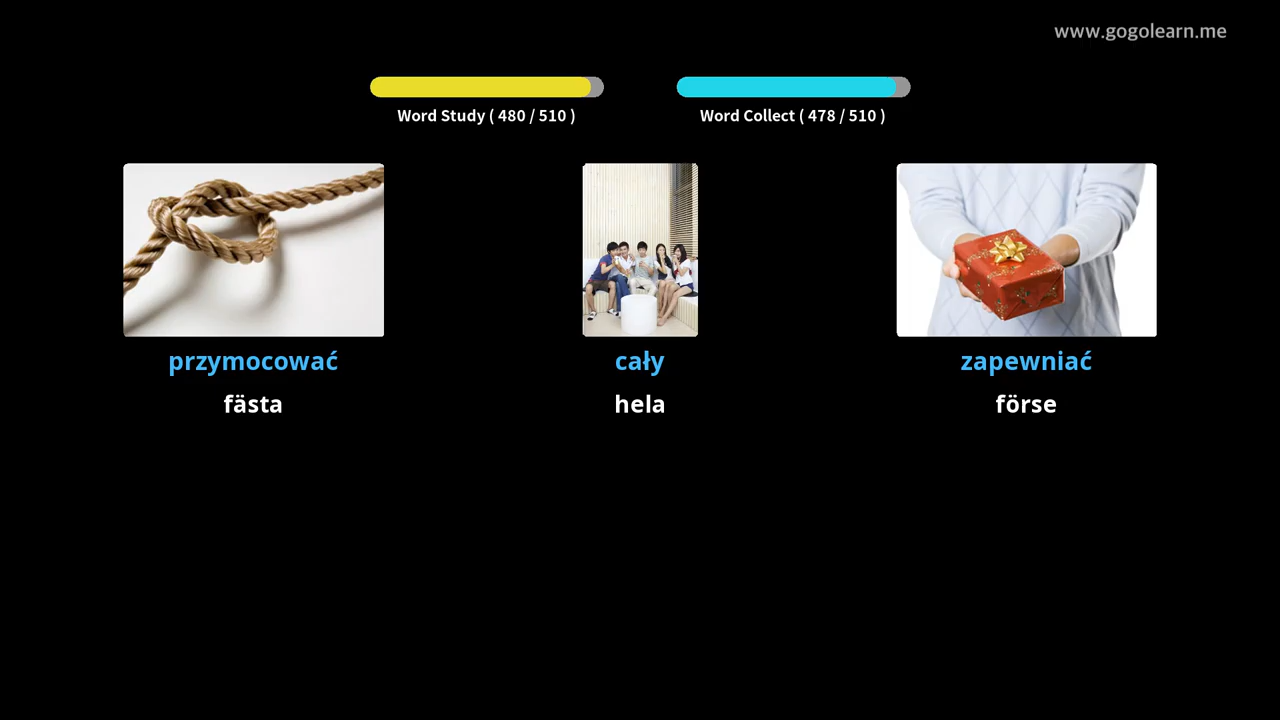 www.gogolearn.me
Word Study ( 480 / 510 )
Word Collect ( 478 / 510 )
przymocować
cały
zapewniać
fästa
hela
förse